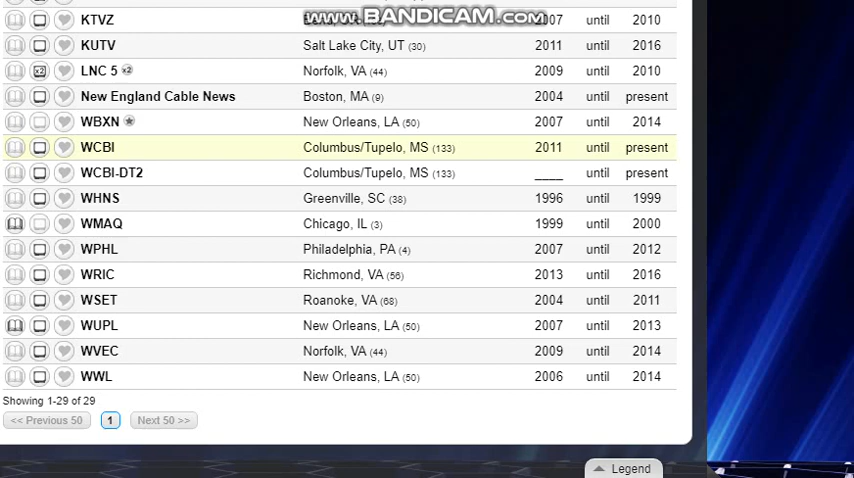 www.BANDICAM.com
KTVZ 2007 until 2010
KUTV Salt Lake City, UT (30) 2011 until 2016
LNC 5 x2 Norfolk, VA (44) 2009 until 2010
New England Cable News Boston, MA (9) 2004 until present
WBXN New Orleans, LA (50) 2007 until 2014
WCBI Columbus/Tupelo, MS (133) 2011 until present
WCBI-DT2 Columbus/Tupelo, MS (133) ____ until present
WHNS Greenville, SC (38) 1996 until 1999
WMAQ Chicago, IL (3) 1999 until 2000
WPHL Philadelphia, PA (4) 2007 until 2012
WRIC Richmond, VA (56) 2013 until 2016
WSET Roanoke, VA (68) 2004 until 2011
WUPL New Orleans, LA (50) 2007 until 2013
WVEC Norfolk, VA (44) 2009 until 2014
WWL New Orleans, LA (50) 2006 until 2014
Showing 1-29 of 29
<< Previous 50 1 Next 50 >>
Legend